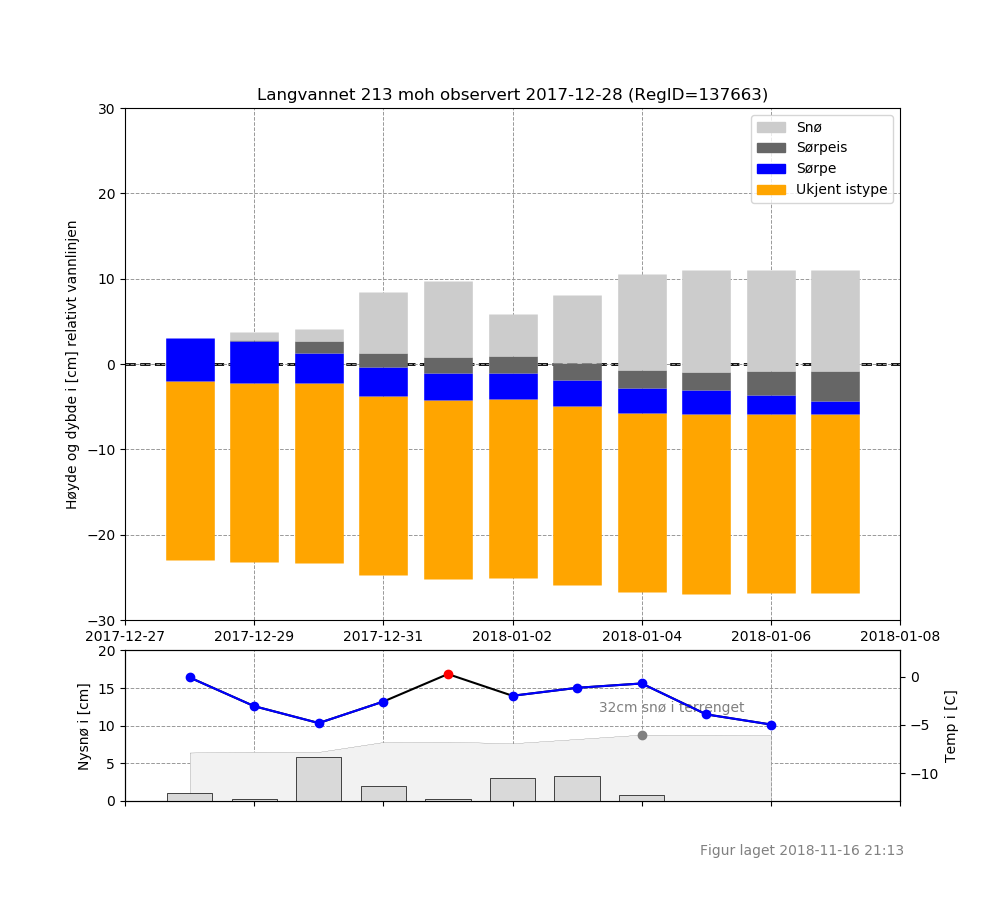 Langvannet 213 moh observert 2017-12-28 (RegID=137663)
Høyde og dybde i [cm] relativt vannlinjen
30
20
10
0
−10
−20
−30
Snø
Sørpeis
Sørpe
Ukjent istype
2017-12-27
2017-12-29
2017-12-31
2018-01-02
2018-01-04
2018-01-06
2018-01-08
Nysnø i [cm]
20
15
10
5
0
32cm snø i terrenget
0
−5
−10
Temp i [C]
Figur laget 2018-11-16 21:13